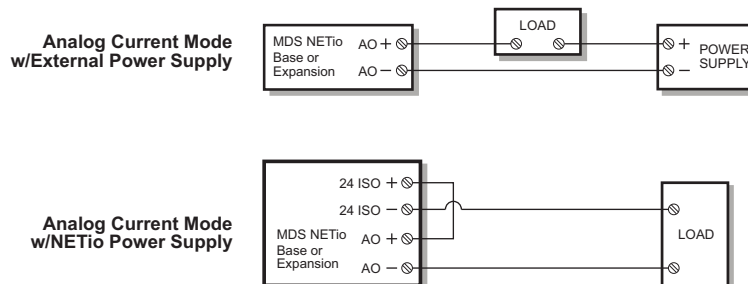 Analog Current Mode
w/External Power Supply
MDS NETio
Base or
Expansion
AO +
AO −
LOAD
+
−
POWER
SUPPLY
Analog Current Mode
w/NETio Power Supply
24 ISO +
24 ISO −
MDS NETio
Base or
Expansion
AO +
AO −
LOAD